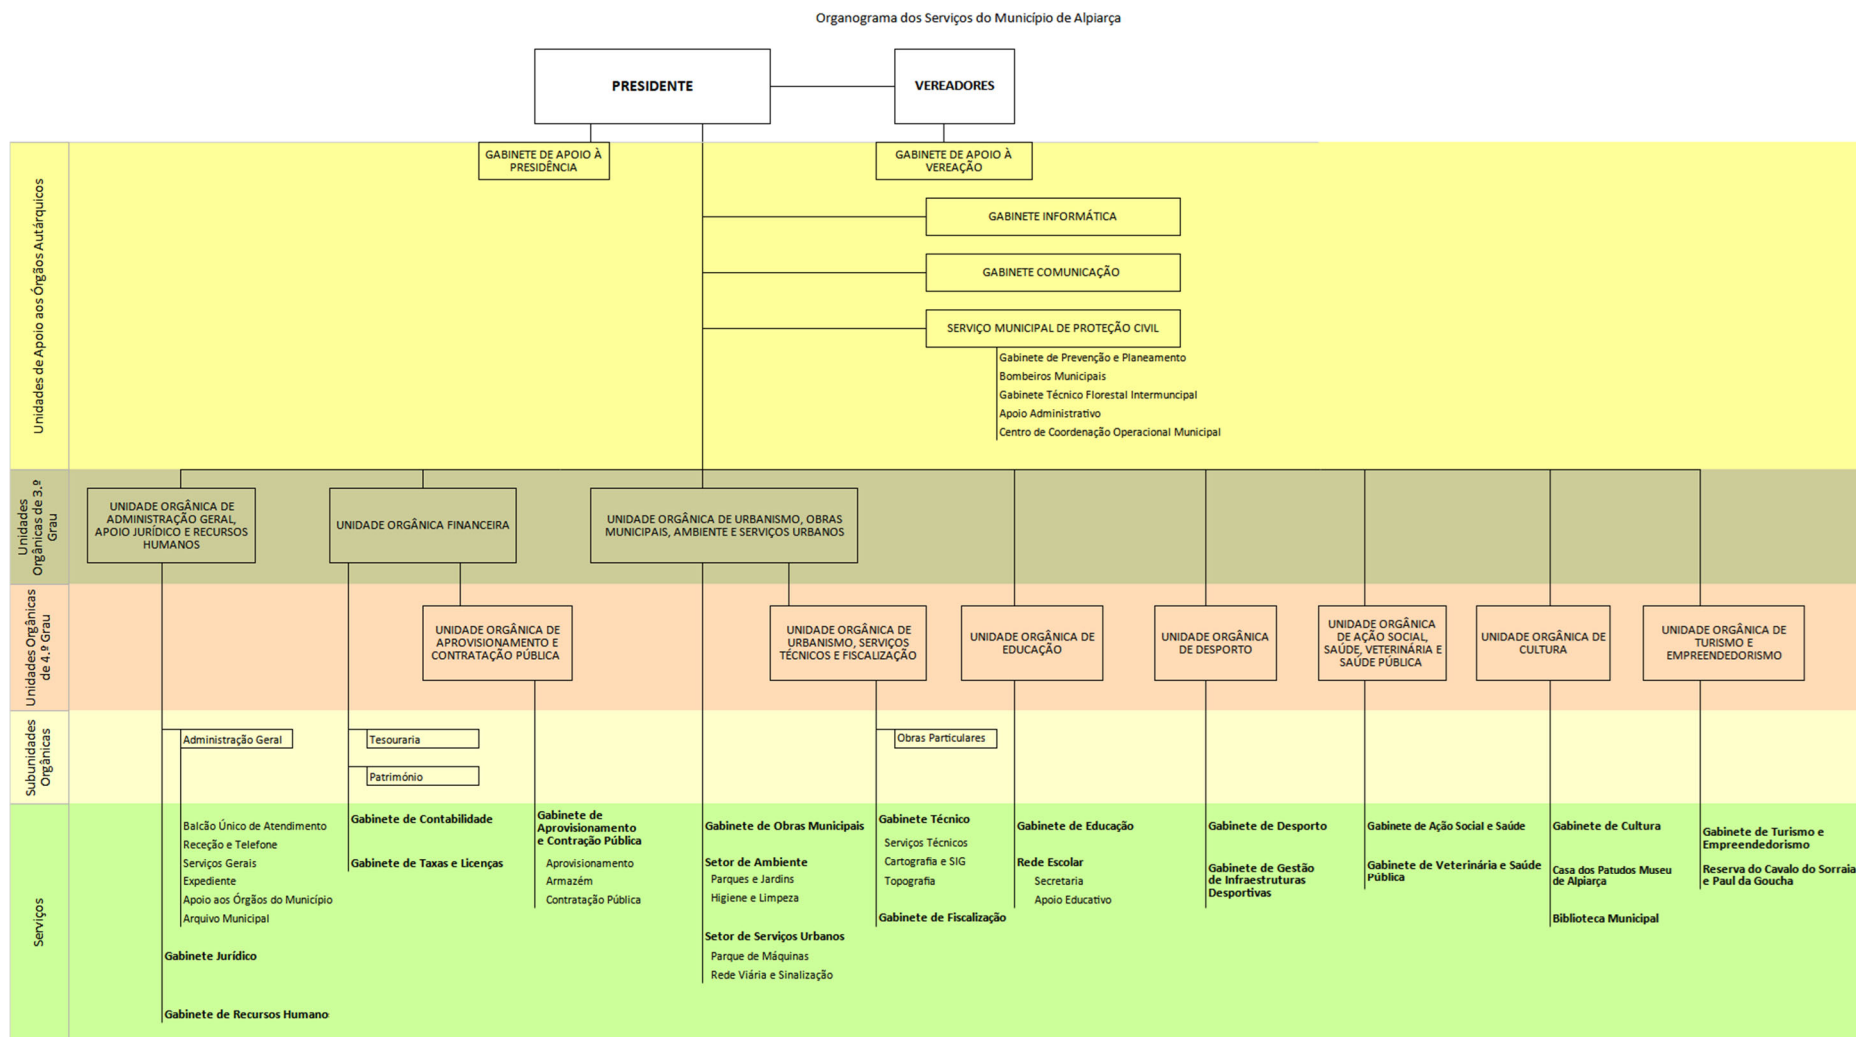 Organograma dos Serviços do Município de Alpiarça
PRESIDENTE
VEREADORES
Unidades de Apoio aos Órgãos Autárquicos
GABINETE DE APOIO À
PRESIDÊNCIA
GABINETE DE APOIO À
VEREAÇÃO
GABINETE INFORMÁTICA
GABINETE COMUNICAÇÃO
SERVIÇO MUNICIPAL DE PROTEÇÃO CIVIL
Gabinete de Prevenção e Planeamento
Bombeiros Municipais
Gabinete Técnico Florestal Intermuncipal
Apoio Administrativo
Centro de Coordenação Operacional Municipal
Unidades
Orgânicas de 3.º
Grau
UNIDADE ORGÂNICA DE
ADMINISTRAÇÃO GERAL,
APOIO JURÍDICO E RECURSOS
HUMANOS
UNIDADE ORGÂNICA FINANCEIRA
UNIDADE ORGÂNICA DE URBANISMO, OBRAS
MUNICIPAIS, AMBIENTE E SERVIÇOS URBANOS
Unidades Orgânicas
de 4.º Grau
UNIDADE ORGÂNICA DE
APROVISIONAMENTO E
CONTRATAÇÃO PÚBLICA
UNIDADE ORGÂNICA DE
URBANISMO, SERVIÇOS
TÉCNICOS E FISCALIZAÇÃO
UNIDADE ORGÂNICA DE
EDUCAÇÃO
UNIDADE ORGÂNICA
DE DESPORTO
UNIDADE ORGÂNICA
DE AÇÃO SOCIAL,
SAÚDE, VETERINÁRIA E
SAÚDE PÚBLICA
UNIDADE ORGÂNICA DE
CULTURA
UNIDADE ORGÂNICA DE
TURISMO E
EMPREENDEDORISMO
Subunidades
Orgânicas
Administração Geral
Tesouraria
Património
Obras Particulares
Serviços
Balcão Único de Atendimento
Receção e Telefone
Serviços Gerais
Expediente
Apoio aos Órgãos do Município
Arquivo Municipal
Gabinete Jurídico
Gabinete de Recursos Humano
Gabinete de Contabilidade
Gabinete de Taxas e Licenças
Gabinete de
Aprovisionamento
e Contração Pública
Aprovisionamento
Armazém
Contratação Pública
Gabinete de Obras Municipais
Setor de Ambiente
Parques e Jardins
Higiene e Limpeza
Setor de Serviços Urbanos
Parque de Máquinas
Rede Viária e Sinalização
Gabinete Técnico
Serviços Técnicos
Cartografia e SIG
Topografia
Gabinete de Fiscalização
Gabinete de Educação
Rede Escolar
Secretaria
Apoio Educativo
Gabinete de Desporto
Gabinete de Gestão
de Infraestruturas
Desportivas
Gabinete de Ação Social e Saúde
Gabinete de Veterinária e Saúde
Pública
Gabinete de Cultura
Casa dos Patudos Museu
de Alpiarça
Biblioteca Municipal
Gabinete de Turismo e
Empreendedorismo
Reserva do Cavalo do Sorraia
e Paul da Goucha